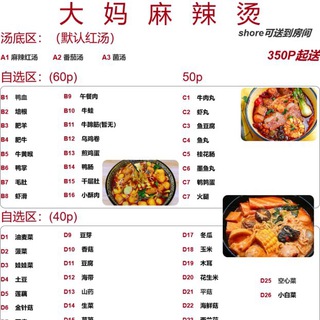 大妈麻辣烫
汤底区：（默认红汤） shore可送到房间
A1 麻辣红汤 A2 番茄汤 A3 菌汤 350P起送
自选区：(60p) 50p
B1 鸭血 B9 午餐肉 C1 牛肉丸
B2 培根 B10 牛蛙 C2 虾丸
B3 肥羊 B11 牛蹄筋(暂无) C3 鱼豆腐
B4 肥牛 B12 乌鸡卷 C4 鱼丸
B5 牛黄喉 B13 煎鸡蛋 C5 桂花肠
B6 鸭掌 B14 鸭肠 C6 墨鱼丸
B7 毛肚 B15 千层肚 C7 鹌鹑蛋
B8 虾滑 B16 小酥肉 C7 火腿
自选区：(40p)
D1 油麦菜 D9 豆芽 D17 冬瓜
D2 菠菜 D10 香菇 D18 玉米
D3 娃娃菜 D11 豆腐 D19 木耳
D4 土豆 D12 海带 D20 花生米 D25 空心菜
D5 莲藕 D13 山药 D21 平菇 D26 小白菜
D6 金针菇 D14 生菜 D22 海鲜菇